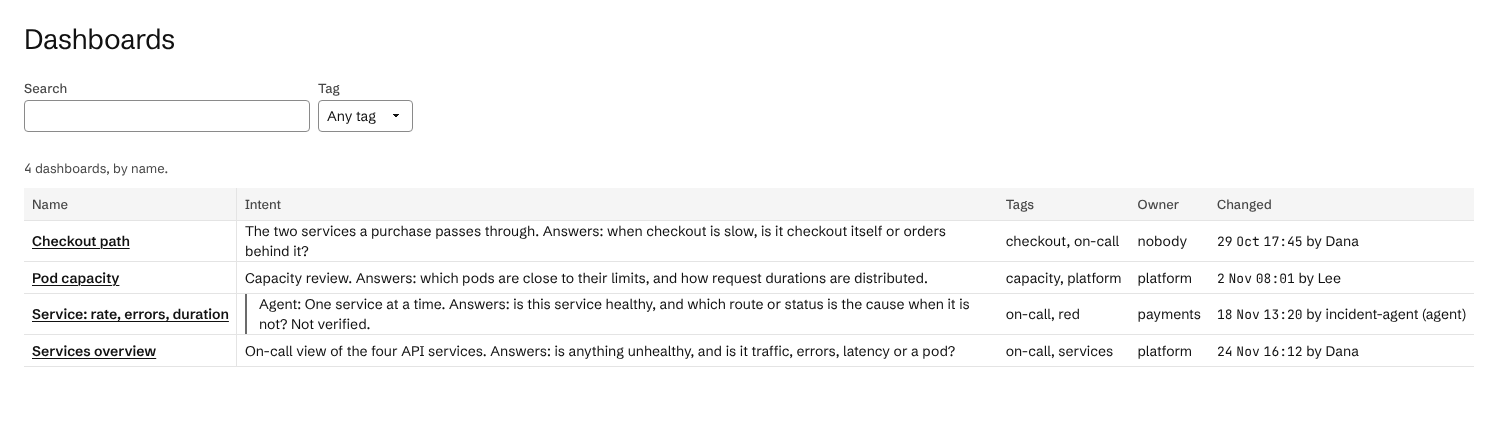 Dashboards
Search
Tag
Any tag
4 dashboards, by name.
Name Intent Tags Owner Changed
Checkout path The two services a purchase passes through. Answers: when checkout is slow, is it checkout itself or orders behind it? checkout, on-call nobody 29 Oct 17:45 by Dana
Pod capacity Capacity review. Answers: which pods are close to their limits, and how request durations are distributed. capacity, platform platform 2 Nov 08:01 by Lee
Service: rate, errors, duration Agent: One service at a time. Answers: is this service healthy, and which route or status is the cause when it is not? Not verified. on-call, red payments 18 Nov 13:20 by incident-agent (agent)
Services overview On-call view of the four API services. Answers: is anything unhealthy, and is it traffic, errors, latency or a pod? on-call, services platform 24 Nov 16:12 by Dana